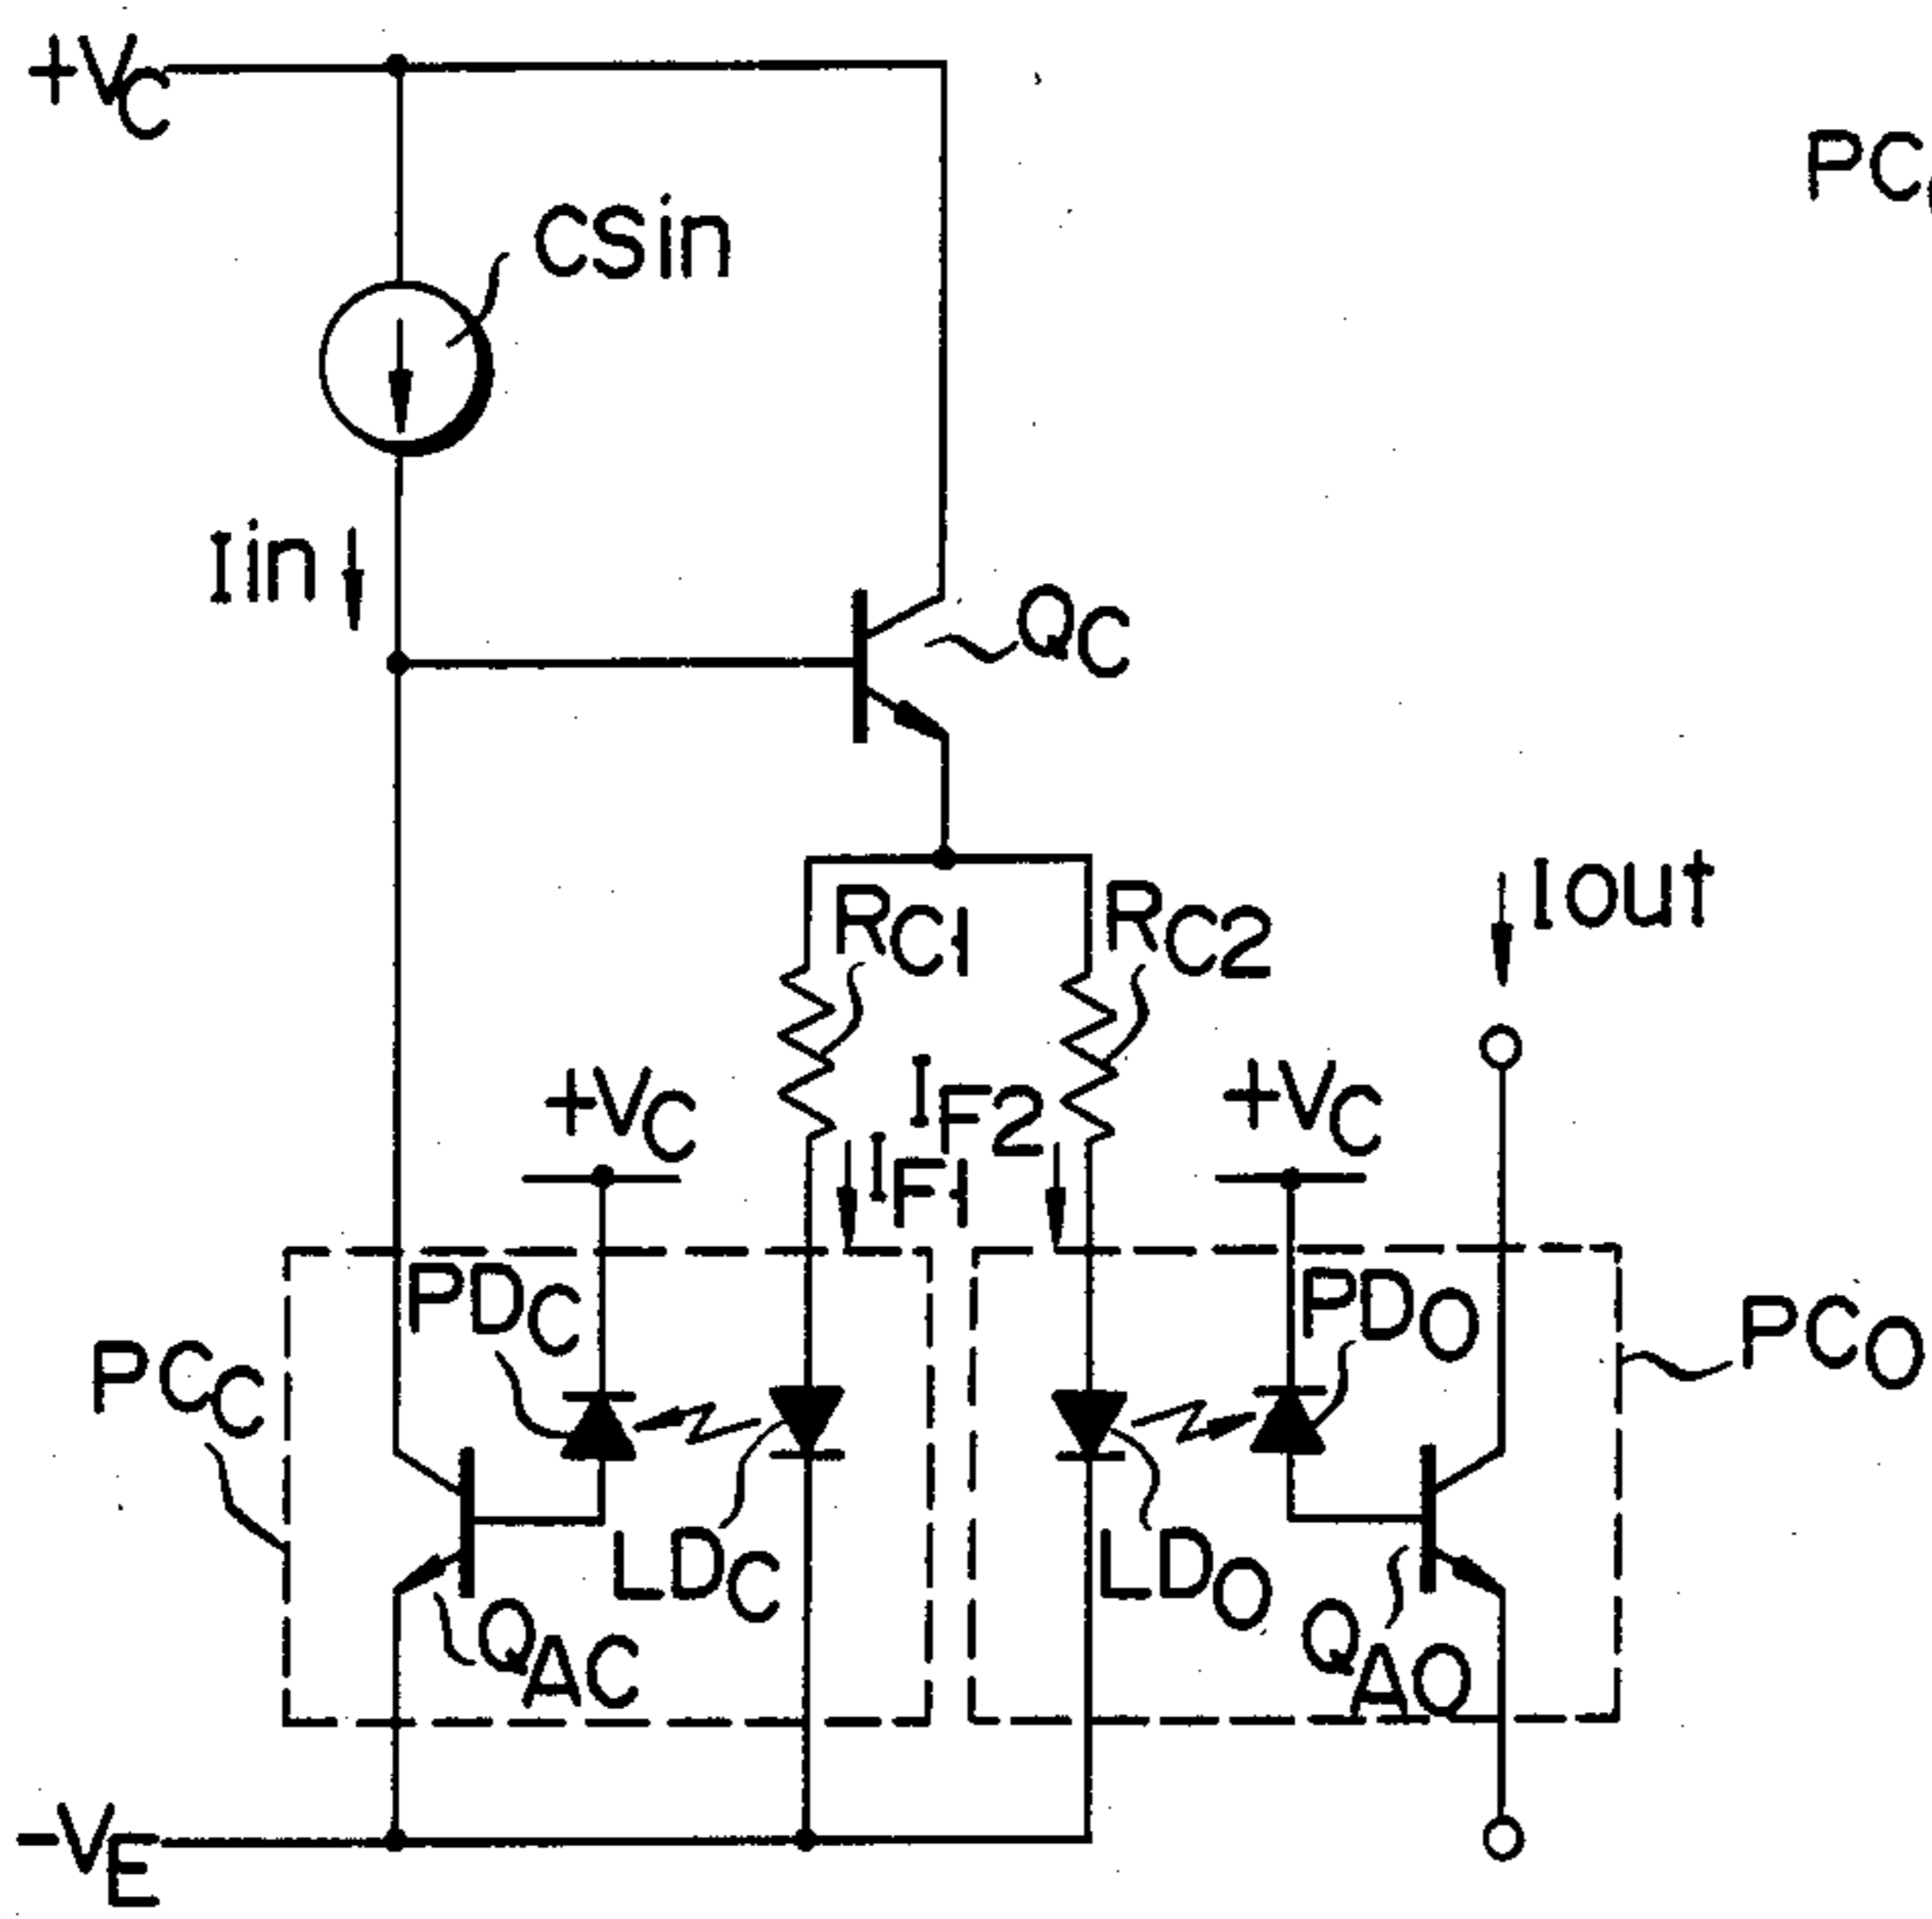 +VC
PC
CSin
Iin
QC
RC1
RC2
Iout
+VC
IF2
+VC
IF1
PDC
PDO
PCO
PCC
LDC
LDO
QAC
QAO
-VE